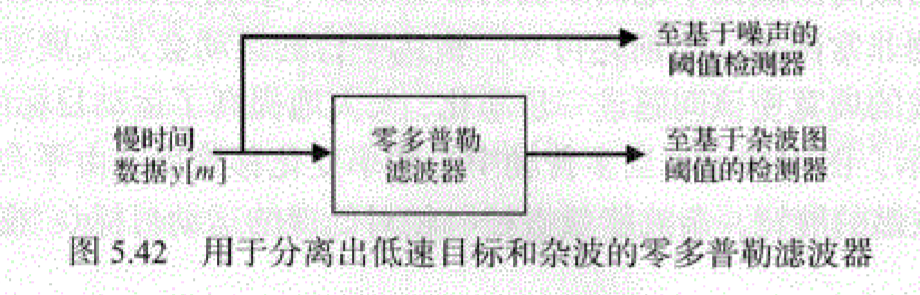 至基于噪声的
阈值检测器
慢时间
数据y[m]
零多普勒
滤波器
至基于杂波图
阈值的检测器
图 5.42 用于分离出低速目标和杂波的零多普勒滤波器